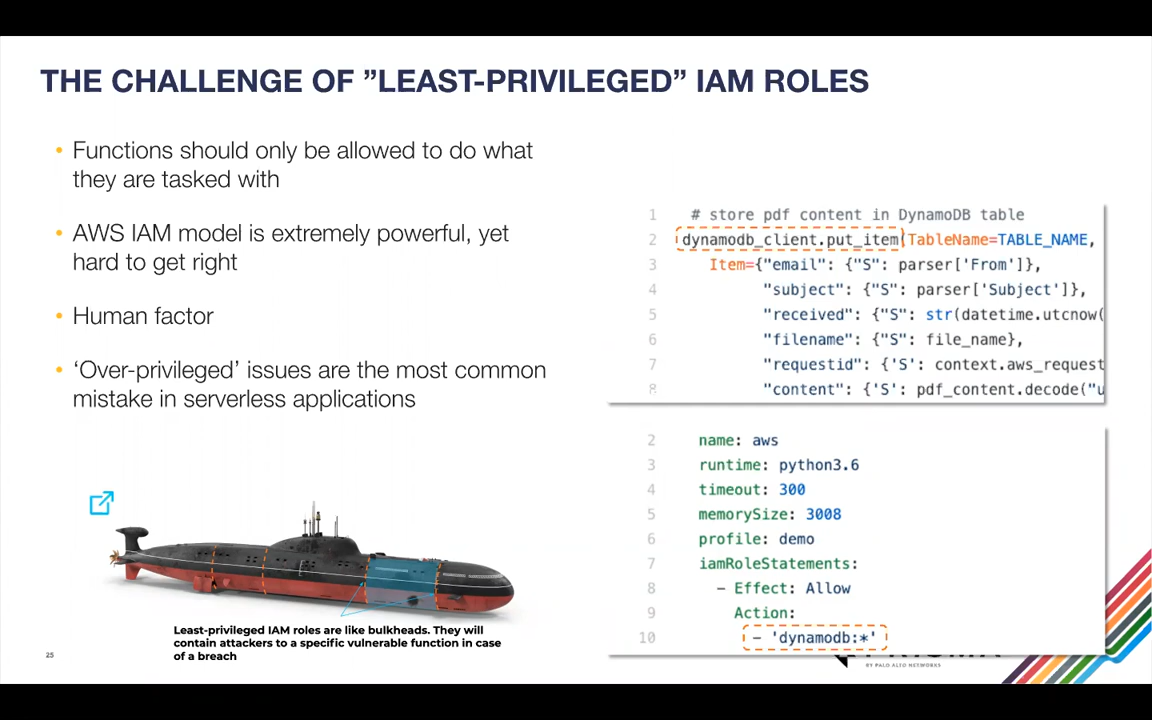 THE CHALLENGE OF ”LEAST-PRIVILEGED” IAM ROLES
• Functions should only be allowed to do what
they are tasked with
• AWS IAM model is extremely powerful, yet
hard to get right
• Human factor
• ‘Over-privileged’ issues are the most common
mistake in serverless applications
1 # store pdf content in DynamoDB table
2 dynamodb_client.put_item(TableName=TABLE_NAME,
3 Item={"email": {"S": parser['From']},
4 "subject": {"S": parser['Subject']},
5 "received": {"S": str(datetime.utcnow(
6 "filename": {"S": file_name},
7 "requestid": {'S': context.aws_request
8 "content": {'S': pdf_content.decode("u
2 name: aws
3 runtime: python3.6
4 timeout: 300
5 memorySize: 3008
6 profile: demo
7 iamRoleStatements:
8 - Effect: Allow
9 Action:
10 - 'dynamodb:*'
Least-privileged IAM roles are like bulkheads. They will
contain attackers to a specific vulnerable function in case
of a breach
25
BY PALO ALTO NETWORKS